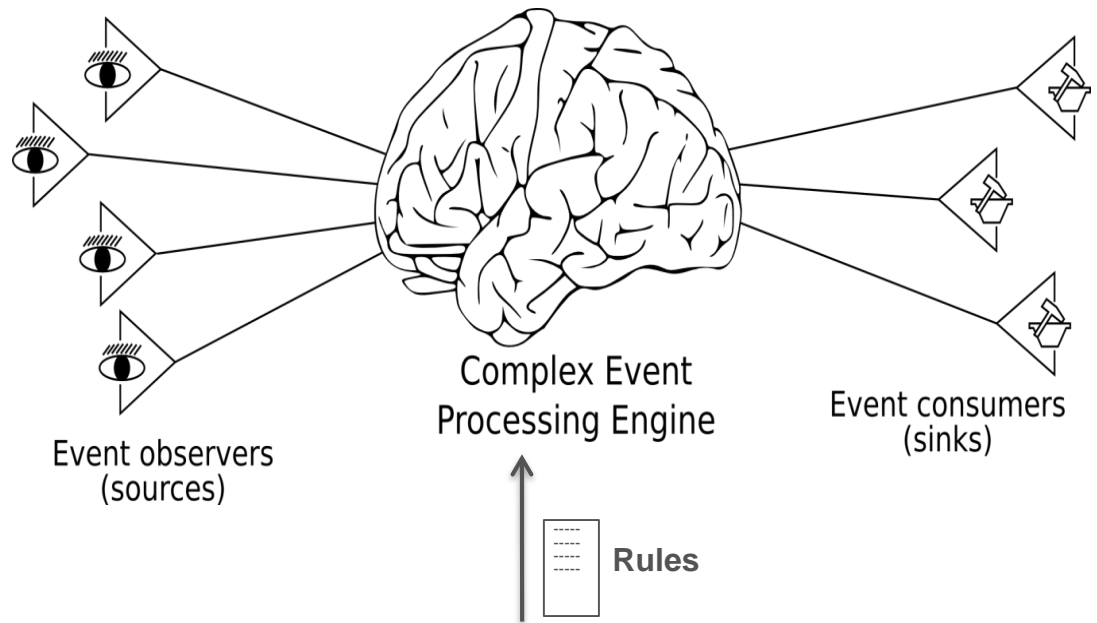 Complex Event
Processing Engine
Event observers
(sources)
Event consumers
(sinks)
Rules